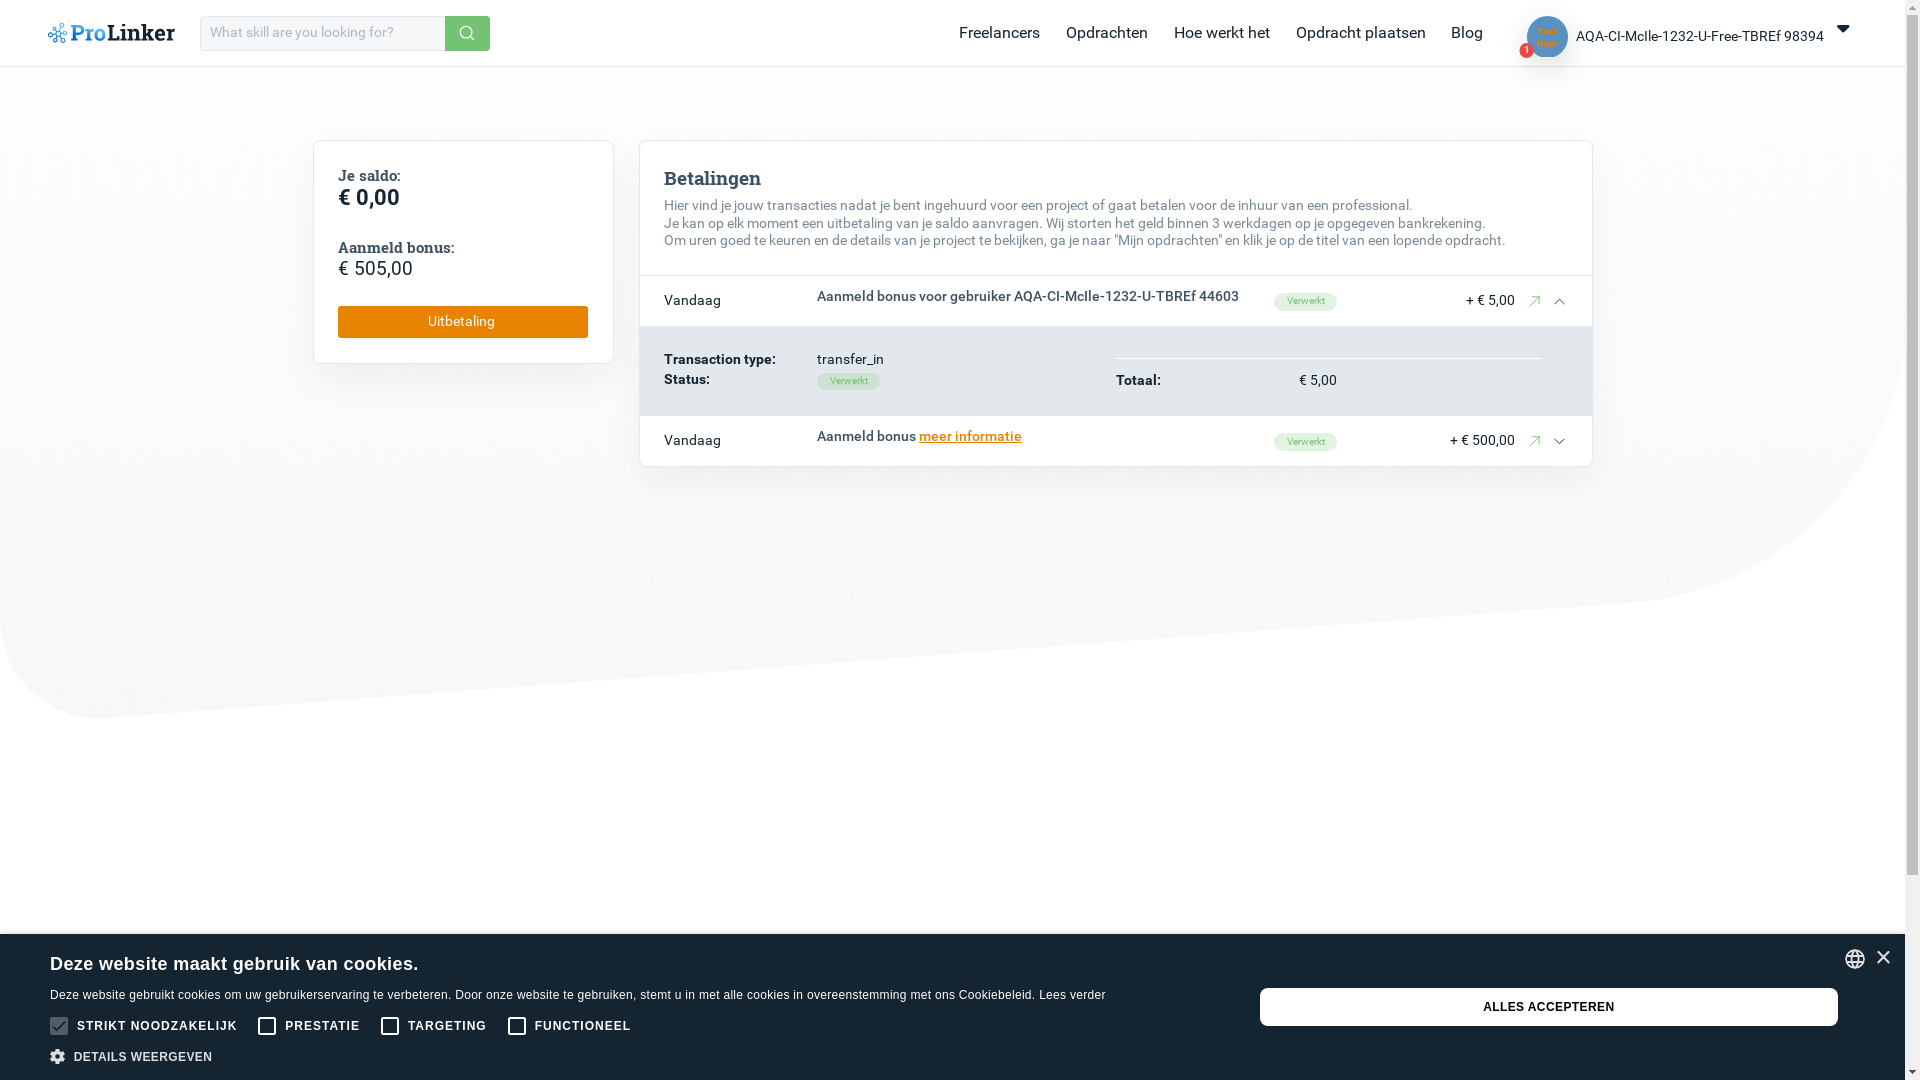 ProLinker
What skill are you looking for?
Freelancers
Opdrachten
Hoe werkt het
Opdracht plaatsen
Blog
Test
User
1
AQA-CI-McIle-1232-U-Free-TBREf 98394
Je saldo:
€ 0,00
Aanmeld bonus:
€ 505,00
Uitbetaling
Betalingen
Hier vind je jouw transacties nadat je bent ingehuurd voor een project of gaat betalen voor de inhuur van een professional.
Je kan op elk moment een uitbetaling van je saldo aanvragen. Wij storten het geld binnen 3 werkdagen op je opgegeven bankrekening.
Om uren goed te keuren en de details van je project te bekijken, ga je naar "Mijn opdrachten" en klik je op de titel van een lopende opdracht.
Vandaag
Aanmeld bonus voor gebruiker AQA-CI-McIle-1232-U-TBREf 44603
Verwerkt
+ € 5,00
Transaction type:
transfer_in
Status:
Verwerkt
Totaal:
€ 5,00
Vandaag
Aanmeld bonus meer informatie
Verwerkt
+ € 500,00
Deze website maakt gebruik van cookies.
Deze website gebruikt cookies om uw gebruikerservaring te verbeteren. Door onze website te gebruiken, stemt u in met alle cookies in overeenstemming met ons Cookiebeleid. Lees verder
STRIKT NOODZAKELIJK
PRESTATIE
TARGETING
FUNCTIONEEL
DETAILS WEERGEVEN
ALLES ACCEPTEREN